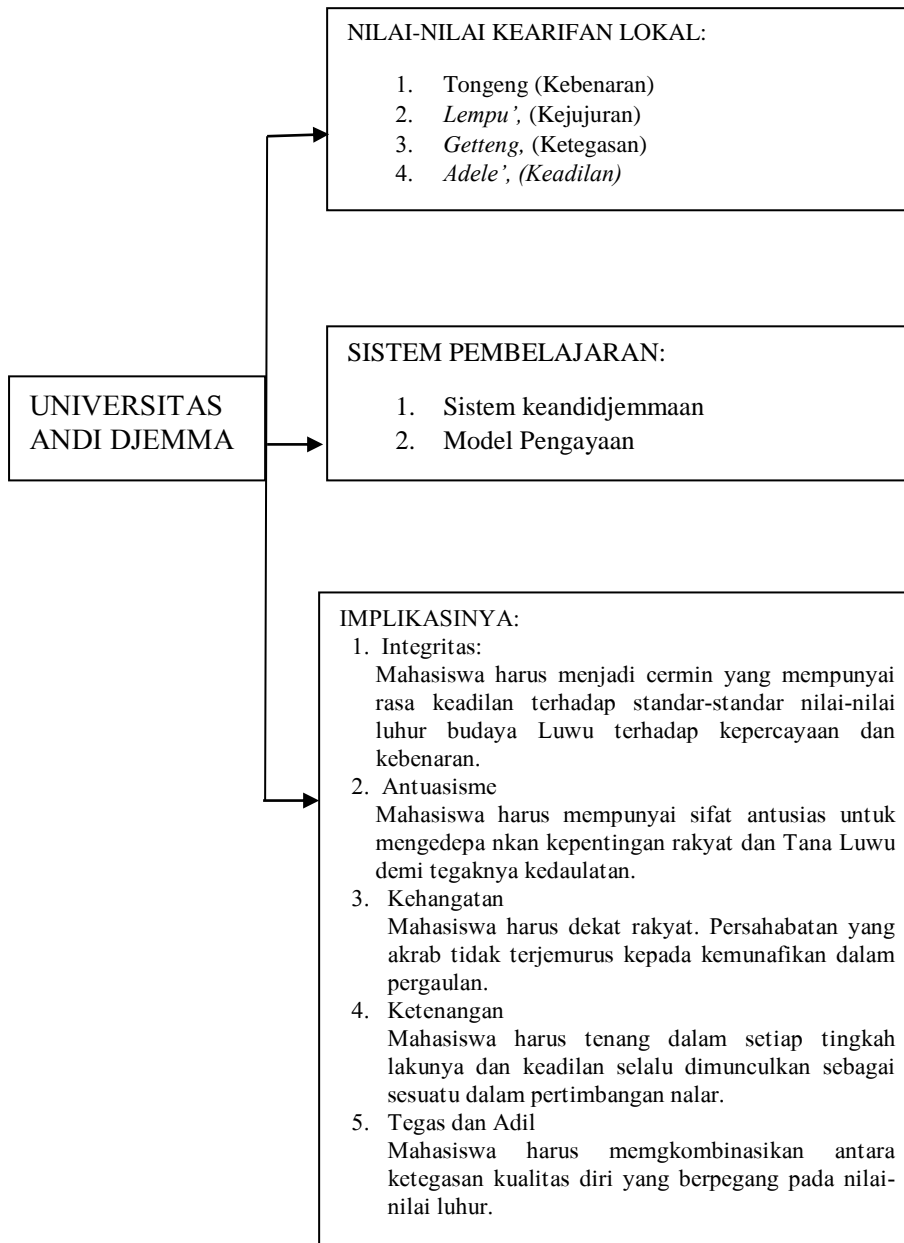 NILAI-NILAI KEARIFAN LOKAL:
1. Tongeng (Kebenaran)
2. Lempu’, (Kejujuran)
3. Getteng, (Ketegasan)
4. Adele’, (Keadilan)
UNIVERSITAS
ANDI DJEMMA
SISTEM PEMBELAJARAN:
1. Sistem keandidjemmaan
2. Model Pengayaan
IMPLIKASINYA:
1. Integritas:
Mahasiswa harus menjadi cermin yang mempunyai
rasa keadilan terhadap standar-standar nilai-nilai
luhur budaya Luwu terhadap kepercayaan dan
kebenaran.
2. Antuasisme
Mahasiswa harus mempunyai sifat antusias untuk
mengedepa nkan kepentingan rakyat dan Tana Luwu
demi tegaknya kedaulatan.
3. Kehangatan
Mahasiswa harus dekat rakyat. Persahabatan yang
akrab tidak terjemurus kepada kemunafikan dalam
pergaulan.
4. Ketenangan
Mahasiswa harus tenang dalam setiap tingkah
lakunya dan keadilan selalu dimunculkan sebagai
sesuatu dalam pertimbangan nalar.
5. Tegas dan Adil
Mahasiswa harus memgkombinasikan antara
ketegasan kualitas diri yang berpegang pada nilai-
nilai luhur.